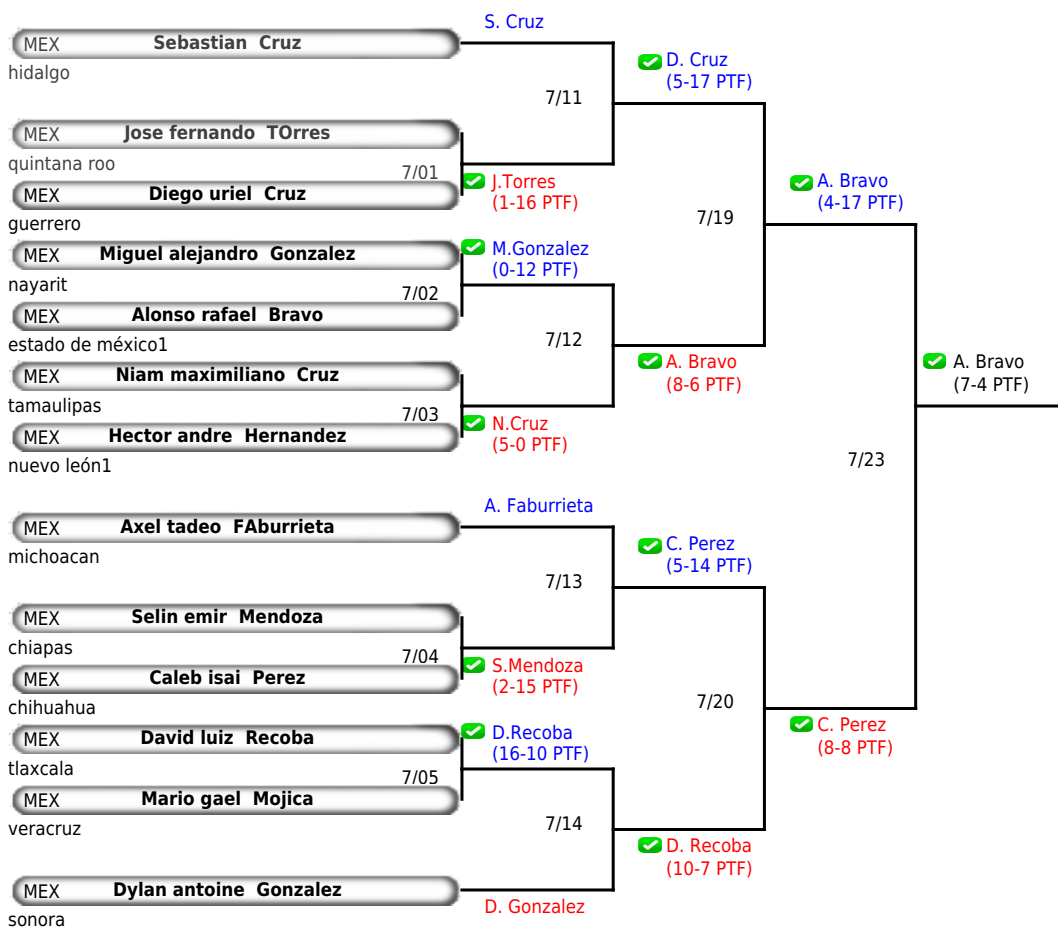 S. Cruz
MEX Sebastian Cruz
hidalgo
D. Cruz
(5-17 PTF)
7/11
MEX Jose fernando TOrres
quintana roo
7/01
J.Torres
(1-16 PTF)
MEX Diego uriel Cruz
guerrero
A. Bravo
(4-17 PTF)
7/19
MEX Miguel alejandro Gonzalez
nayarit
M.Gonzalez
(0-12 PTF)
7/02
MEX Alonso rafael Bravo
estado de méxico1
7/12
A. Bravo
(8-6 PTF)
A. Bravo
(7-4 PTF)
MEX Niam maximiliano Cruz
tamaulipas
7/03
N.Cruz
(5-0 PTF)
MEX Hector andre Hernandez
nuevo león1
7/23
A. Faburrieta
MEX Axel tadeo FAburrieta
michoacan
C. Perez
(5-14 PTF)
7/13
MEX Selin emir Mendoza
chiapas
7/04
S.Mendoza
(2-15 PTF)
MEX Caleb isai Perez
chihuahua
7/20
C. Perez
(8-8 PTF)
MEX David luiz Recoba
tlaxcala
D.Recoba
(16-10 PTF)
7/05
MEX Mario gael Mojica
veracruz
7/14
D. Recoba
(10-7 PTF)
MEX Dylan antoine Gonzalez
sonora
D. Gonzalez